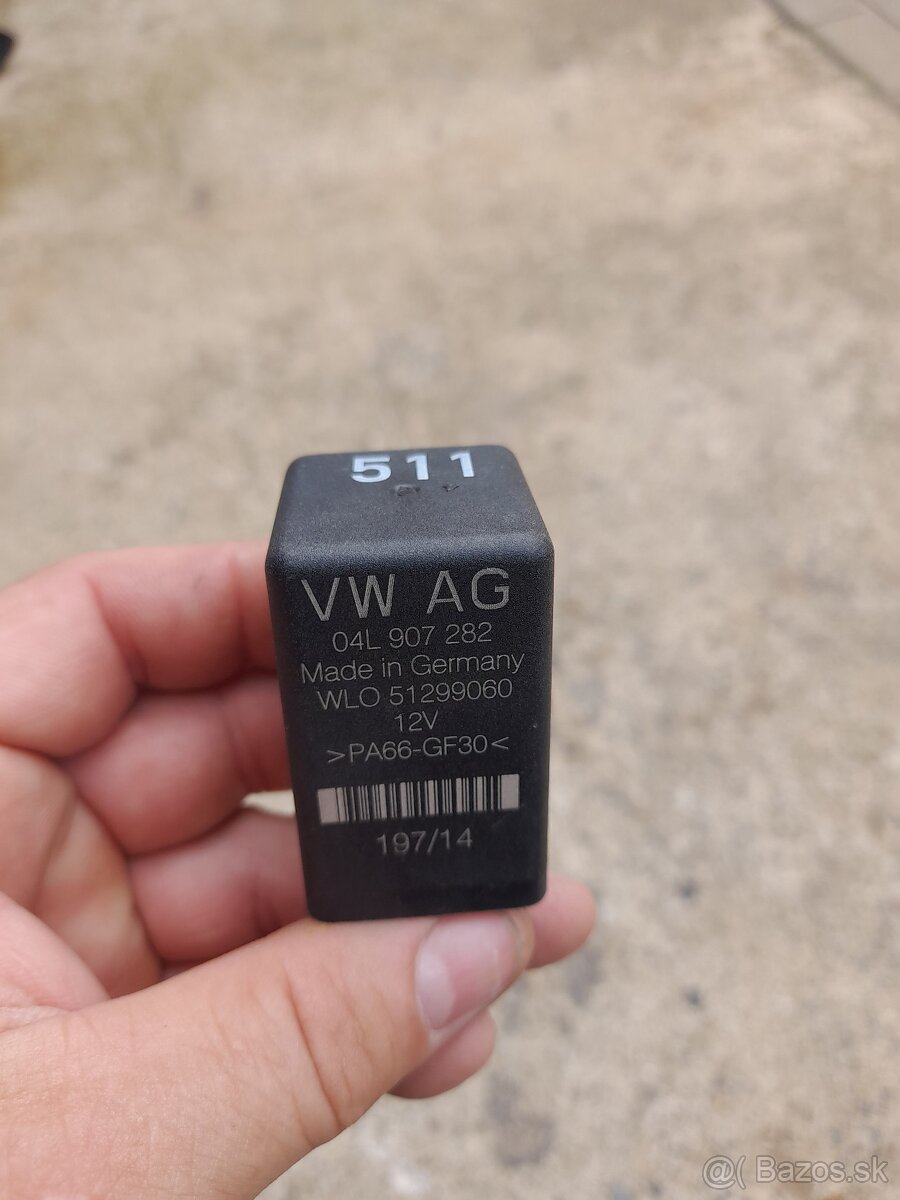 511
VW AG
04L 907 282
Made in Germany
WLO 51299060
12V
>PA66-GF30<
197/14
@( Bazos.sk